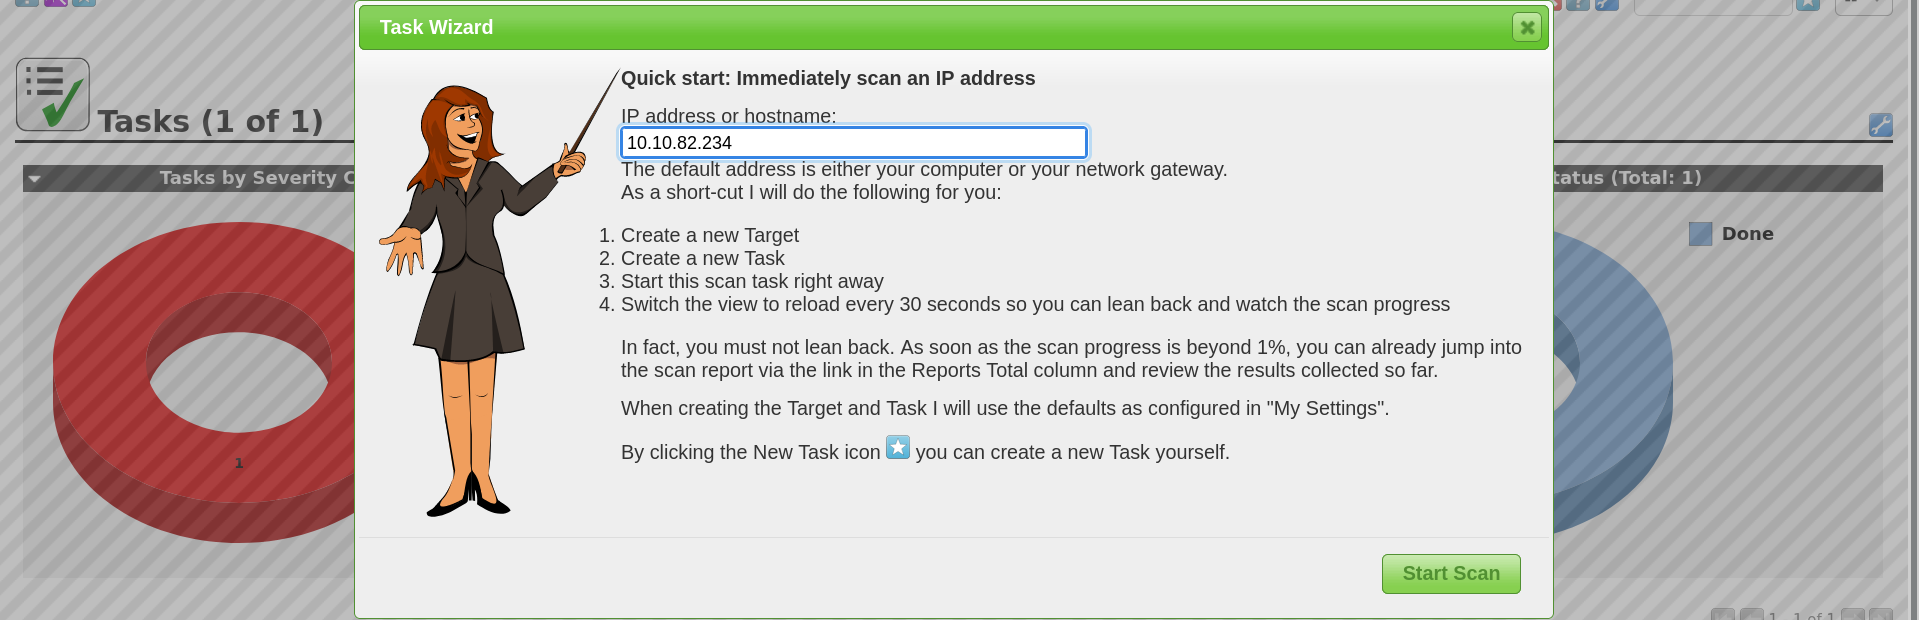 Task Wizard
Quick start: Immediately scan an IP address
IP address or hostname:
10.10.82.234
The default address is either your computer or your network gateway.
As a short-cut I will do the following for you:
1. Create a new Target
2. Create a new Task
3. Start this scan task right away
4. Switch the view to reload every 30 seconds so you can lean back and watch the scan progress
In fact, you must not lean back. As soon as the scan progress is beyond 1%, you can already jump into
the scan report via the link in the Reports Total column and review the results collected so far.
When creating the Target and Task I will use the defaults as configured in "My Settings".
By clicking the New Task icon you can create a new Task yourself.
Start Scan
Tasks (1 of 1)
Tasks by Severity C
1
tatus (Total: 1)
Done
1 - 1 of 1